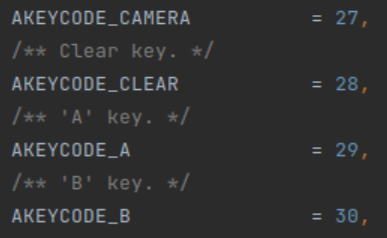 AKEYCODE_CAMERA = 27,
/** Clear key. */
AKEYCODE_CLEAR = 28,
/** 'A' key. */
AKEYCODE_A = 29,
/** 'B' key. */
AKEYCODE_B = 30,